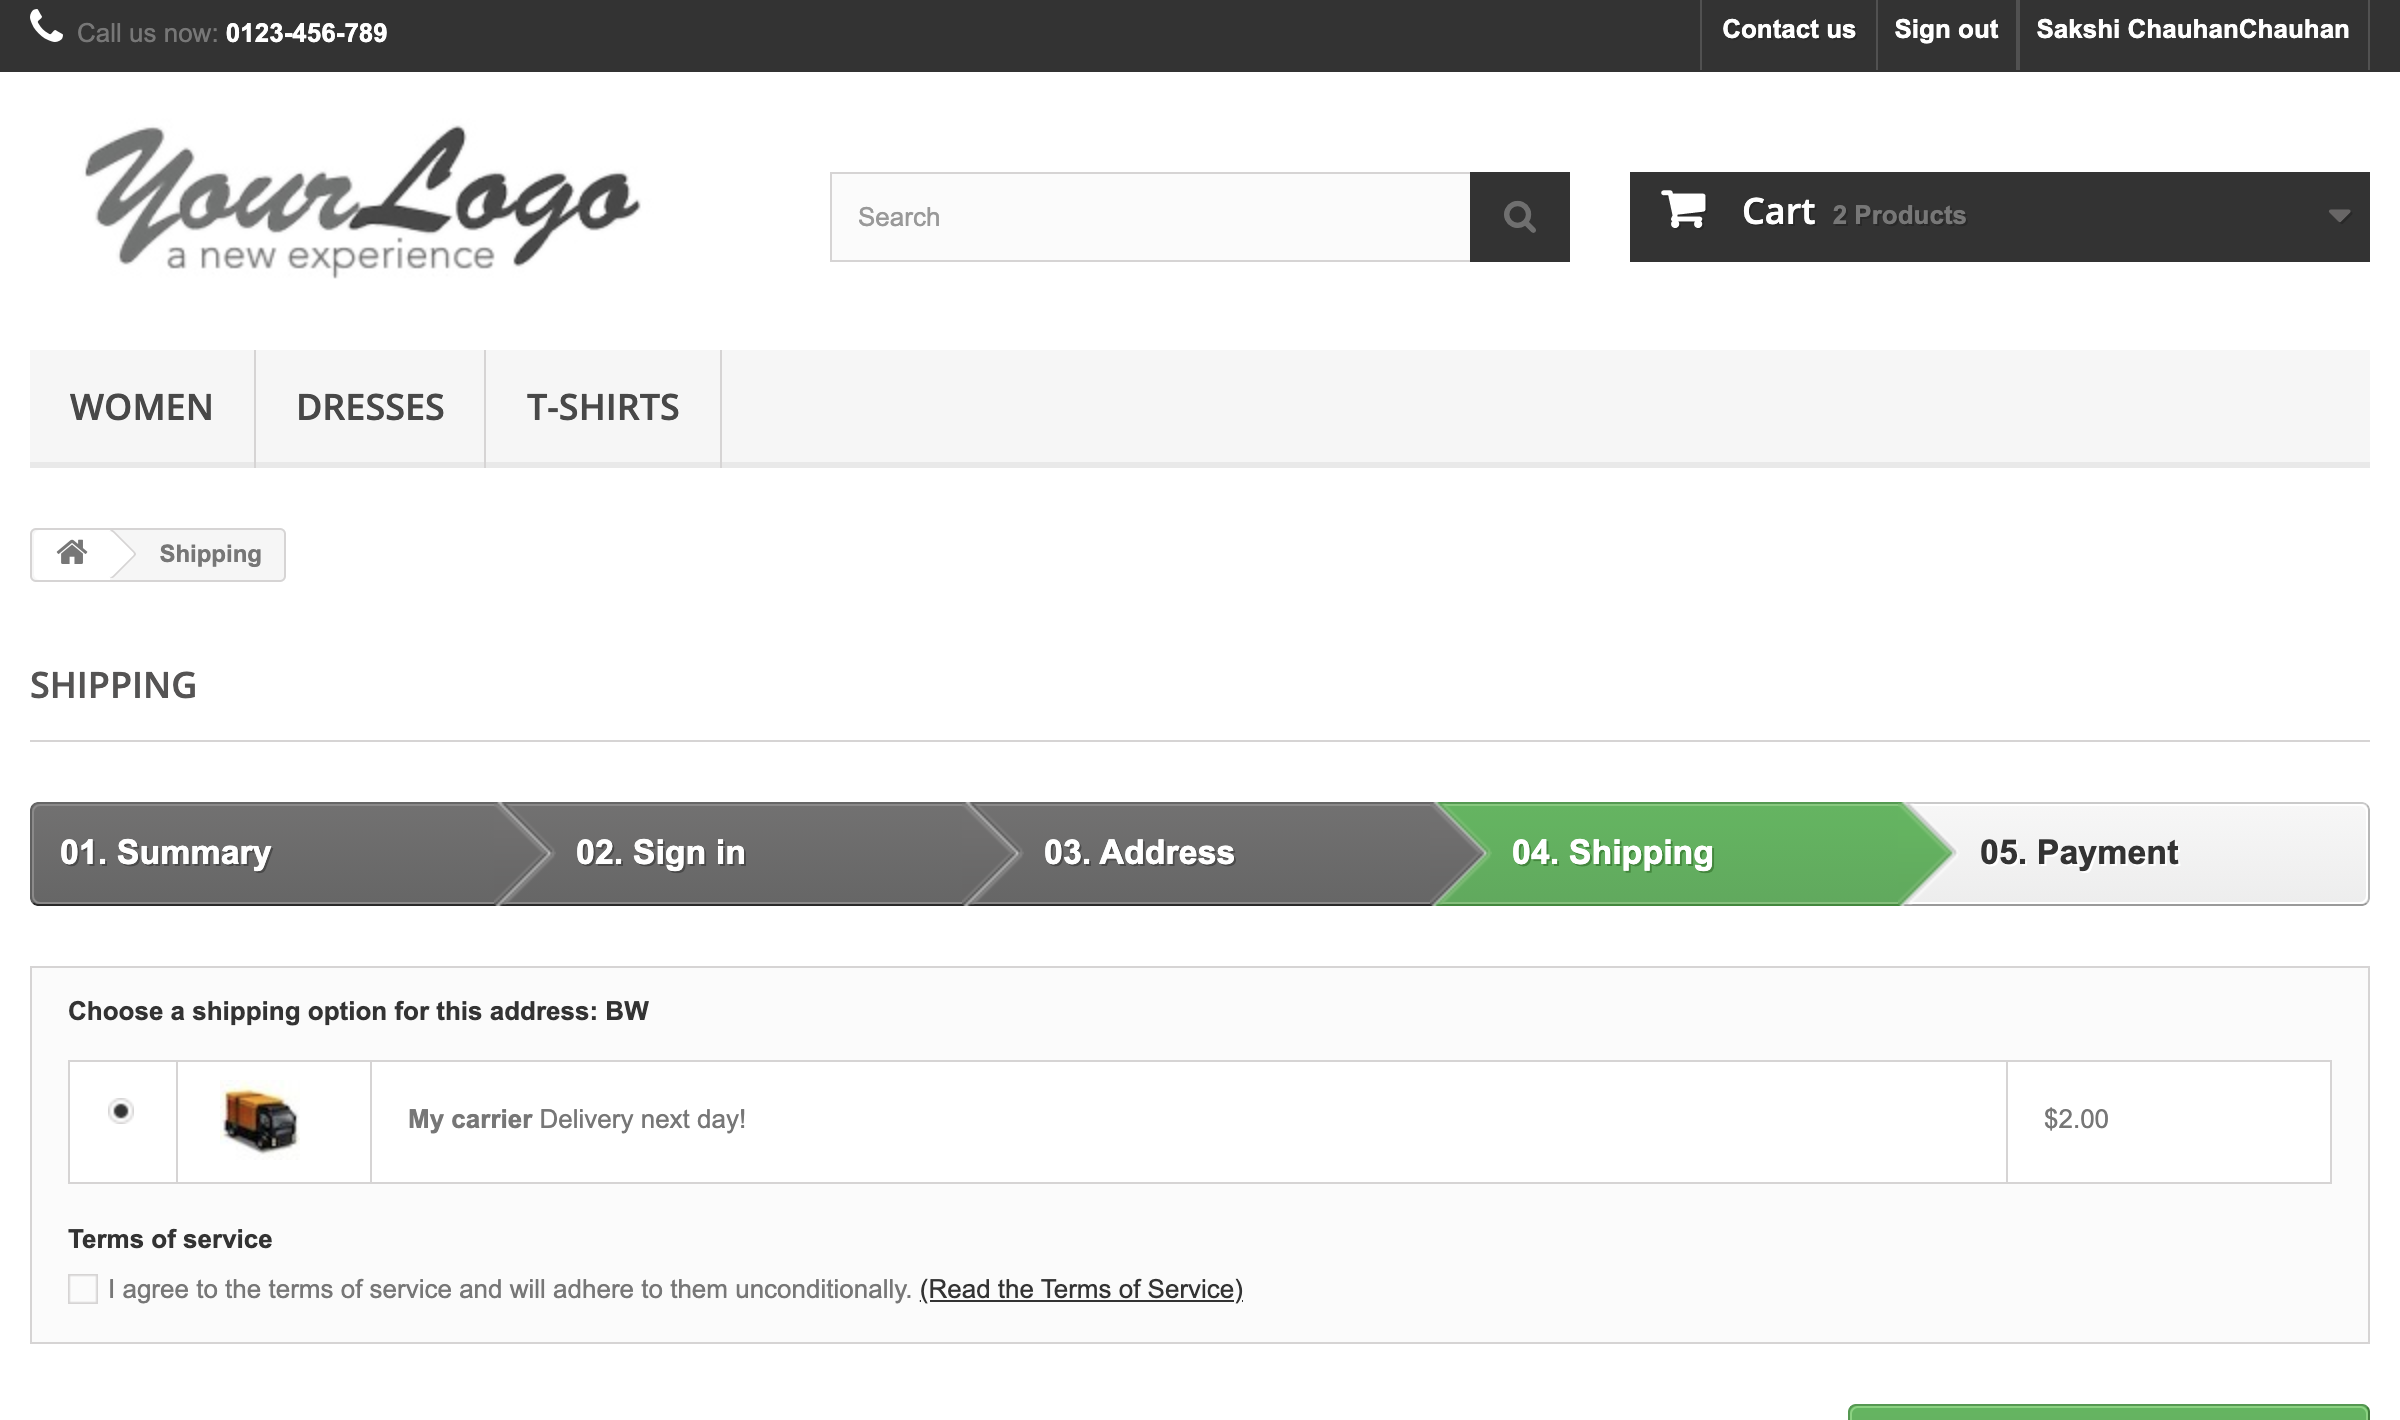 Call us now: 0123-456-789
Contact us
Sign out
Sakshi ChauhanChauhan
YourLogo
a new experience
Search
Cart 2 Products
WOMEN
DRESSES
T-SHIRTS
Shipping
SHIPPING
01. Summary
02. Sign in
03. Address
04. Shipping
05. Payment
Choose a shipping option for this address: BW
My carrier Delivery next day!
$2.00
Terms of service
I agree to the terms of service and will adhere to them unconditionally. (Read the Terms of Service)